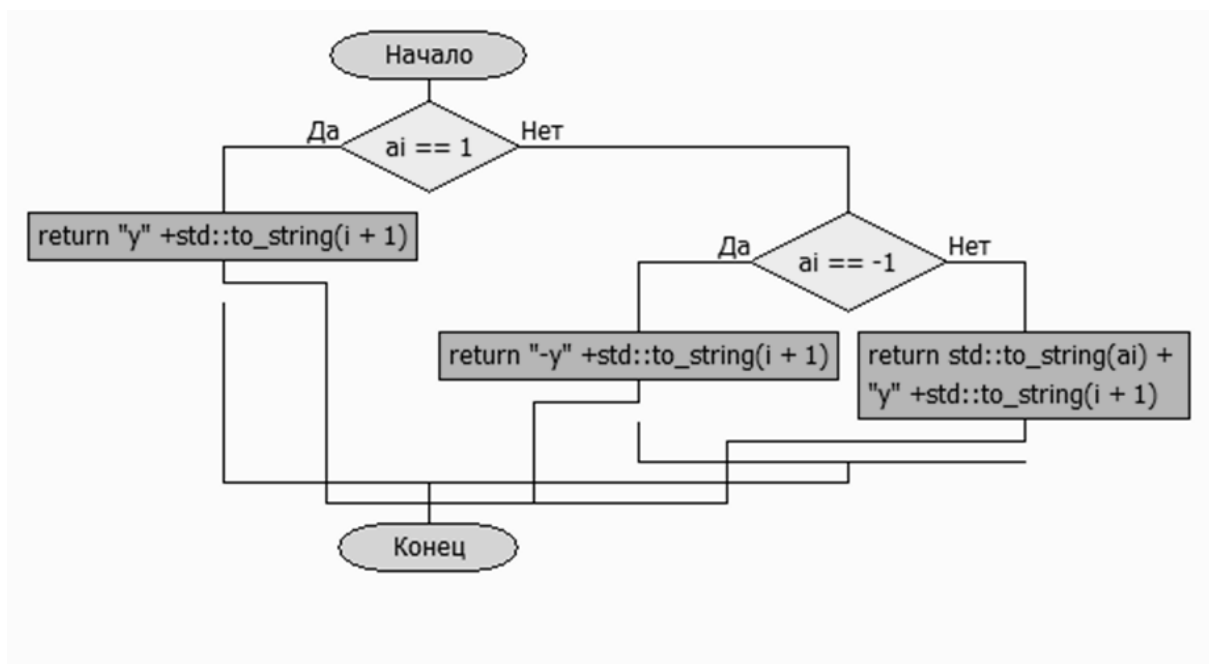 Начало
Да
Нет
ai == 1
return "y" +std::to_string(i + 1)
Да
Нет
ai == -1
return "-y" +std::to_string(i + 1)
return std::to_string(ai) +
"y" +std::to_string(i + 1)
Конец